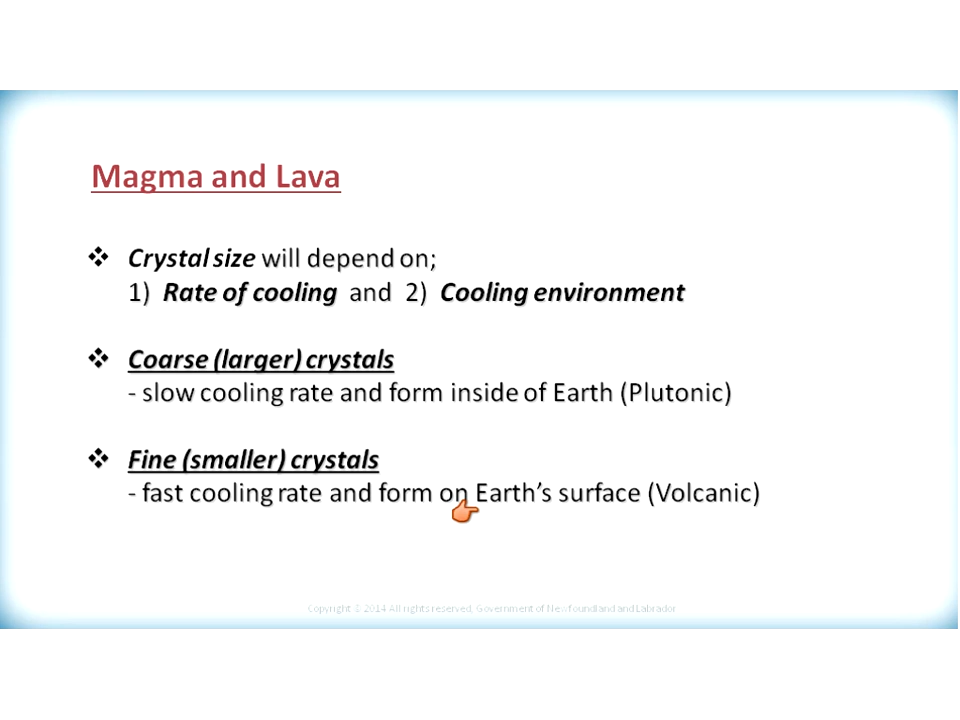 Magma and Lava
❖ Crystal size will depend on;
1) Rate of cooling and 2) Cooling environment
❖ Coarse (larger) crystals
- slow cooling rate and form inside of Earth (Plutonic)
❖ Fine (smaller) crystals
- fast cooling rate and form on Earth's surface (Volcanic)
Copyright © 2014 All rights reserved, Government of Newfoundland and Labrador